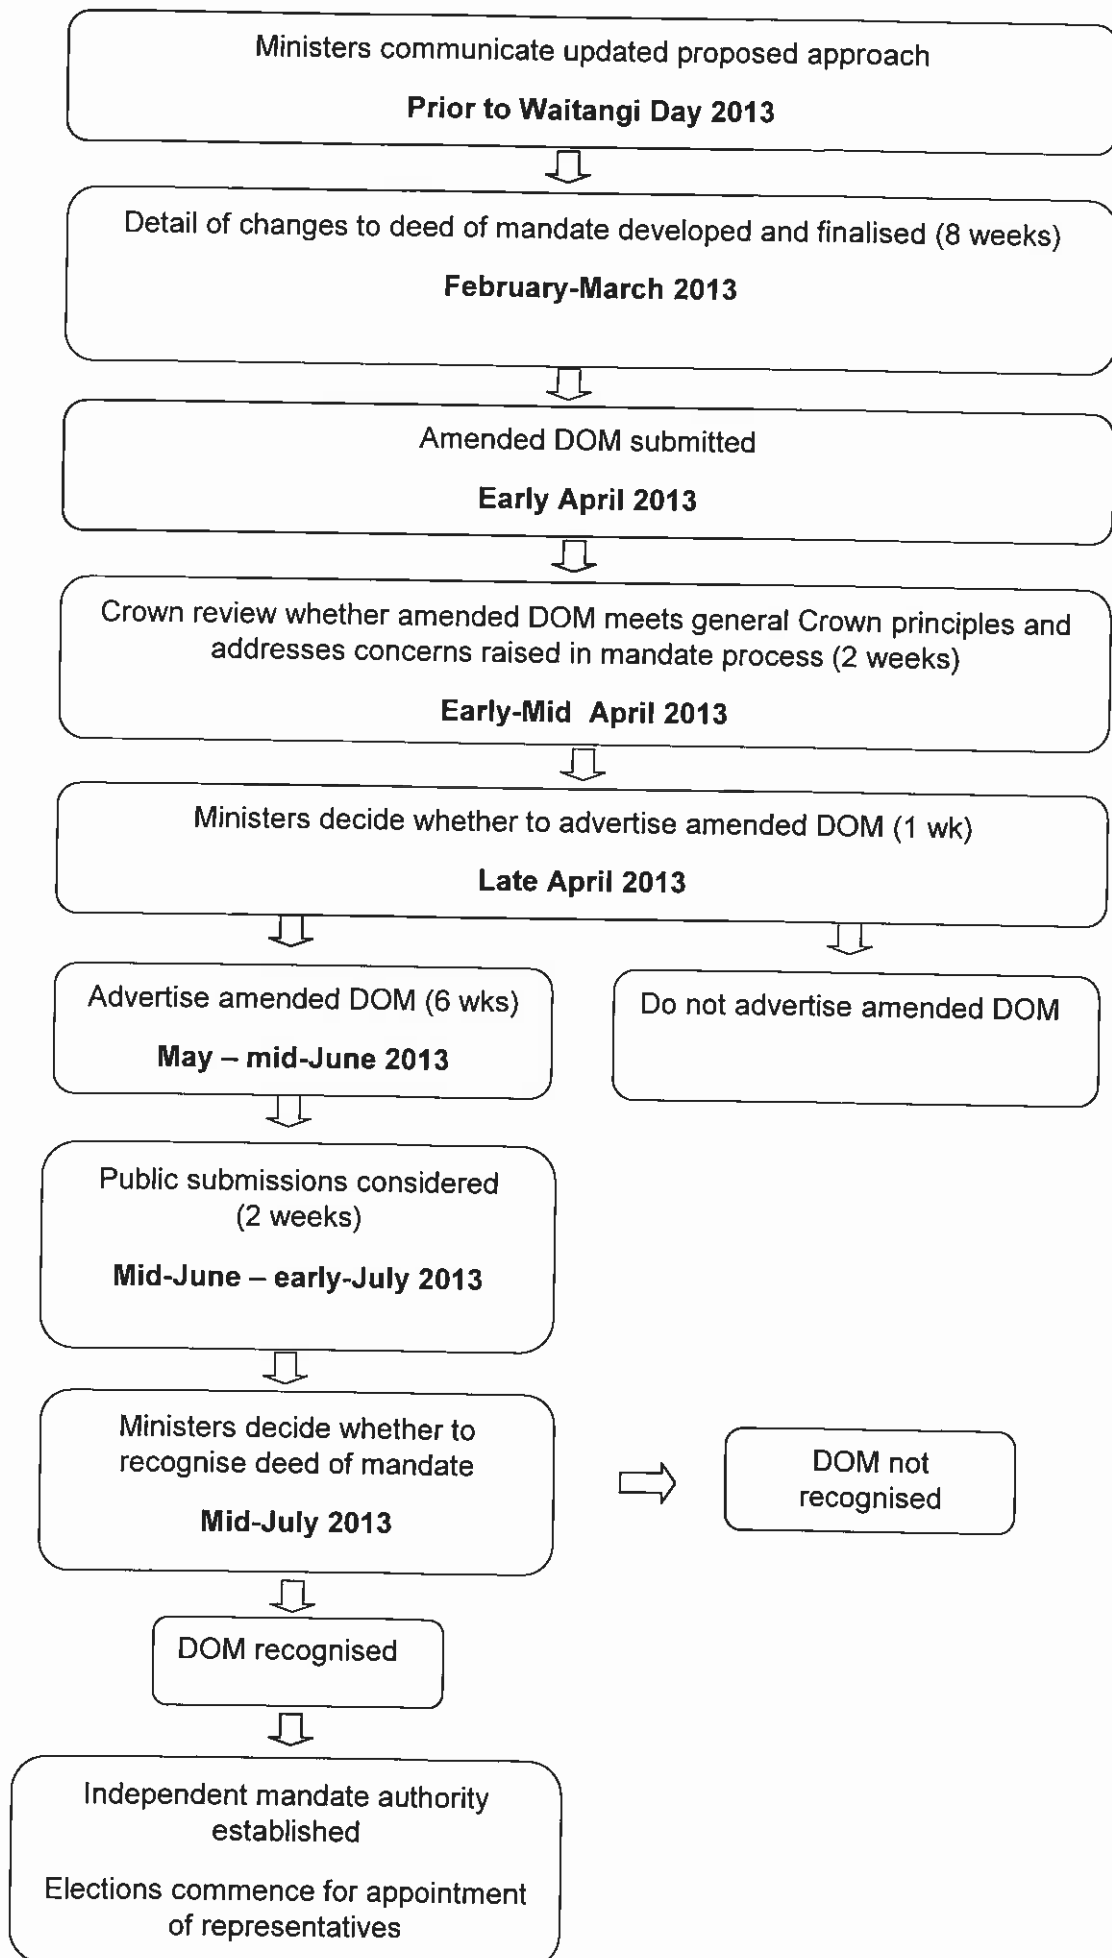 Ministers communicate updated proposed approach
Prior to Waitangi Day 2013
Detail of changes to deed of mandate developed and finalised (8 weeks)
February-March 2013
Amended DOM submitted
Early April 2013
Crown review whether amended DOM meets general Crown principles and
addresses concerns raised in mandate process (2 weeks)
Early-Mid April 2013
Ministers decide whether to advertise amended DOM (1 wk)
Late April 2013
Advertise amended DOM (6 wks)
May – mid-June 2013
Do not advertise amended DOM
Public submissions considered
(2 weeks)
Mid-June – early-July 2013
Ministers decide whether to
recognise deed of mandate
Mid-July 2013
DOM not
recognised
DOM recognised
Independent mandate authority
established
Elections commence for appointment
of representatives